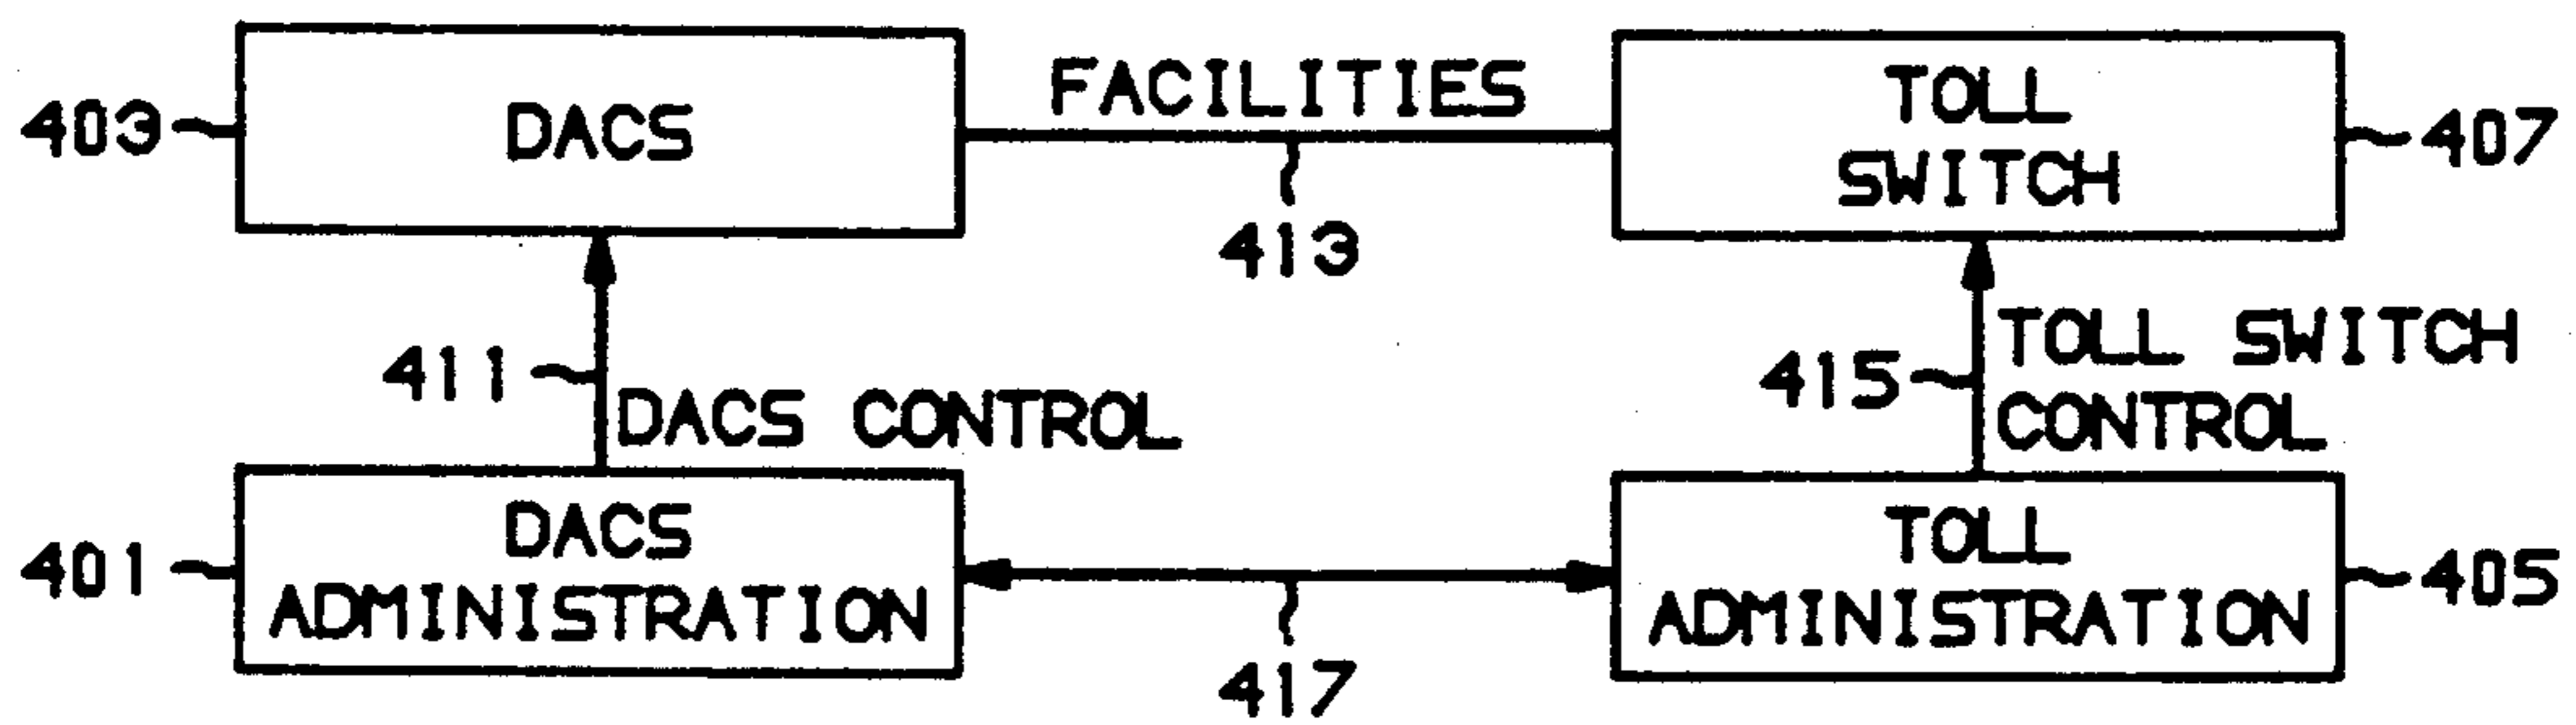 403
DACS
FACILITIES
413
TOLL
SWITCH
407
411
DACS CONTROL
415
TOLL SWITCH
CONTROL
401
DACS
ADMINISTRATION
417
TOLL
ADMINISTRATION
405